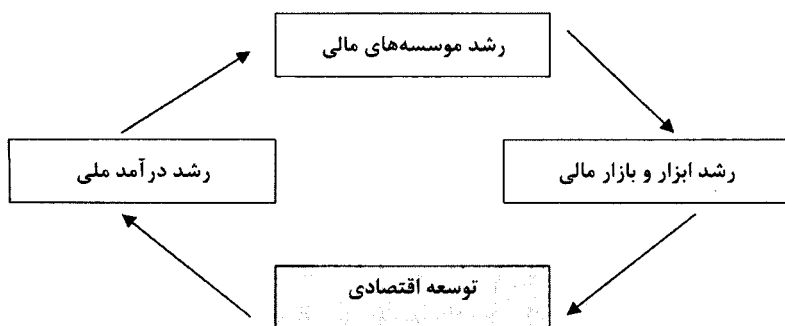 رشد موسسه‌های مالی
رشد ابزار و بازار مالی
رشد درآمد ملی
توسعه اقتصادی